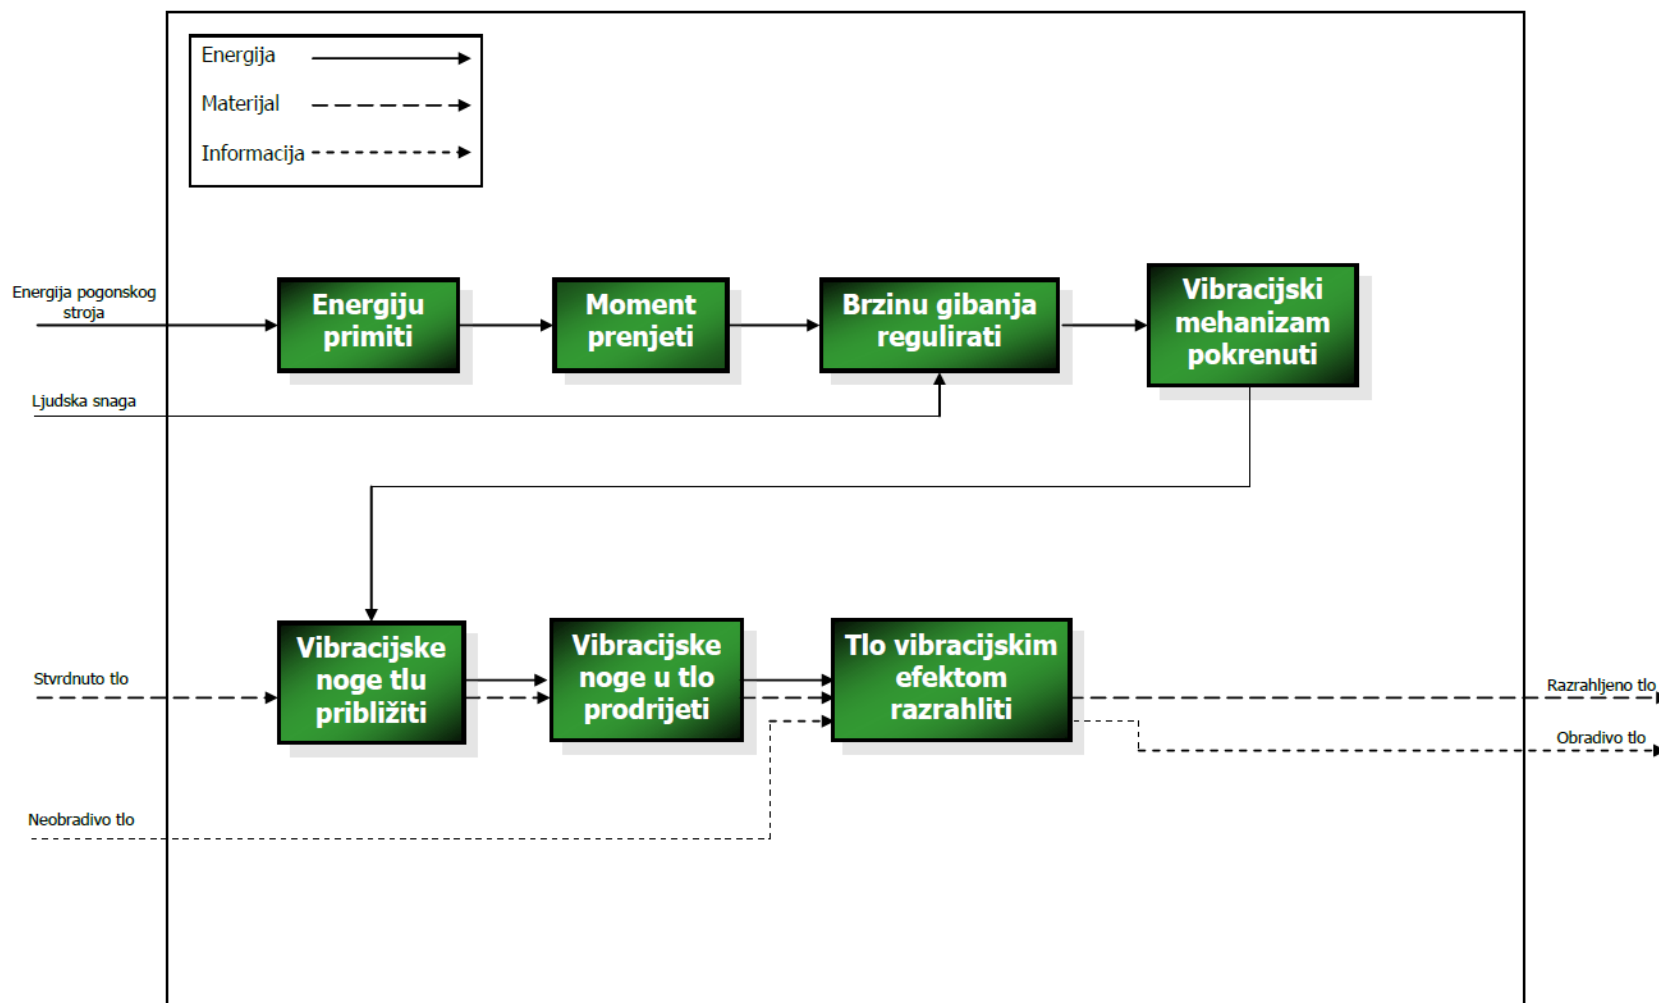 Energija
Materijal
Informacija
Energija pogonskog
stroja
Energiju
primiti
Moment
prenjeti
Brzinu gibanja
regulirati
Vibracijski
mehanizam
pokrenuti
Ljudska snaga
Stvrdnuto tlo
Vibracijske
noge tlu
približiti
Vibracijske
noge u tlo
prodrijeti
Tlo vibracijskim
efektom
razrahliti
Razrahljeno tlo
Obradivo tlo
Neobradivo tlo